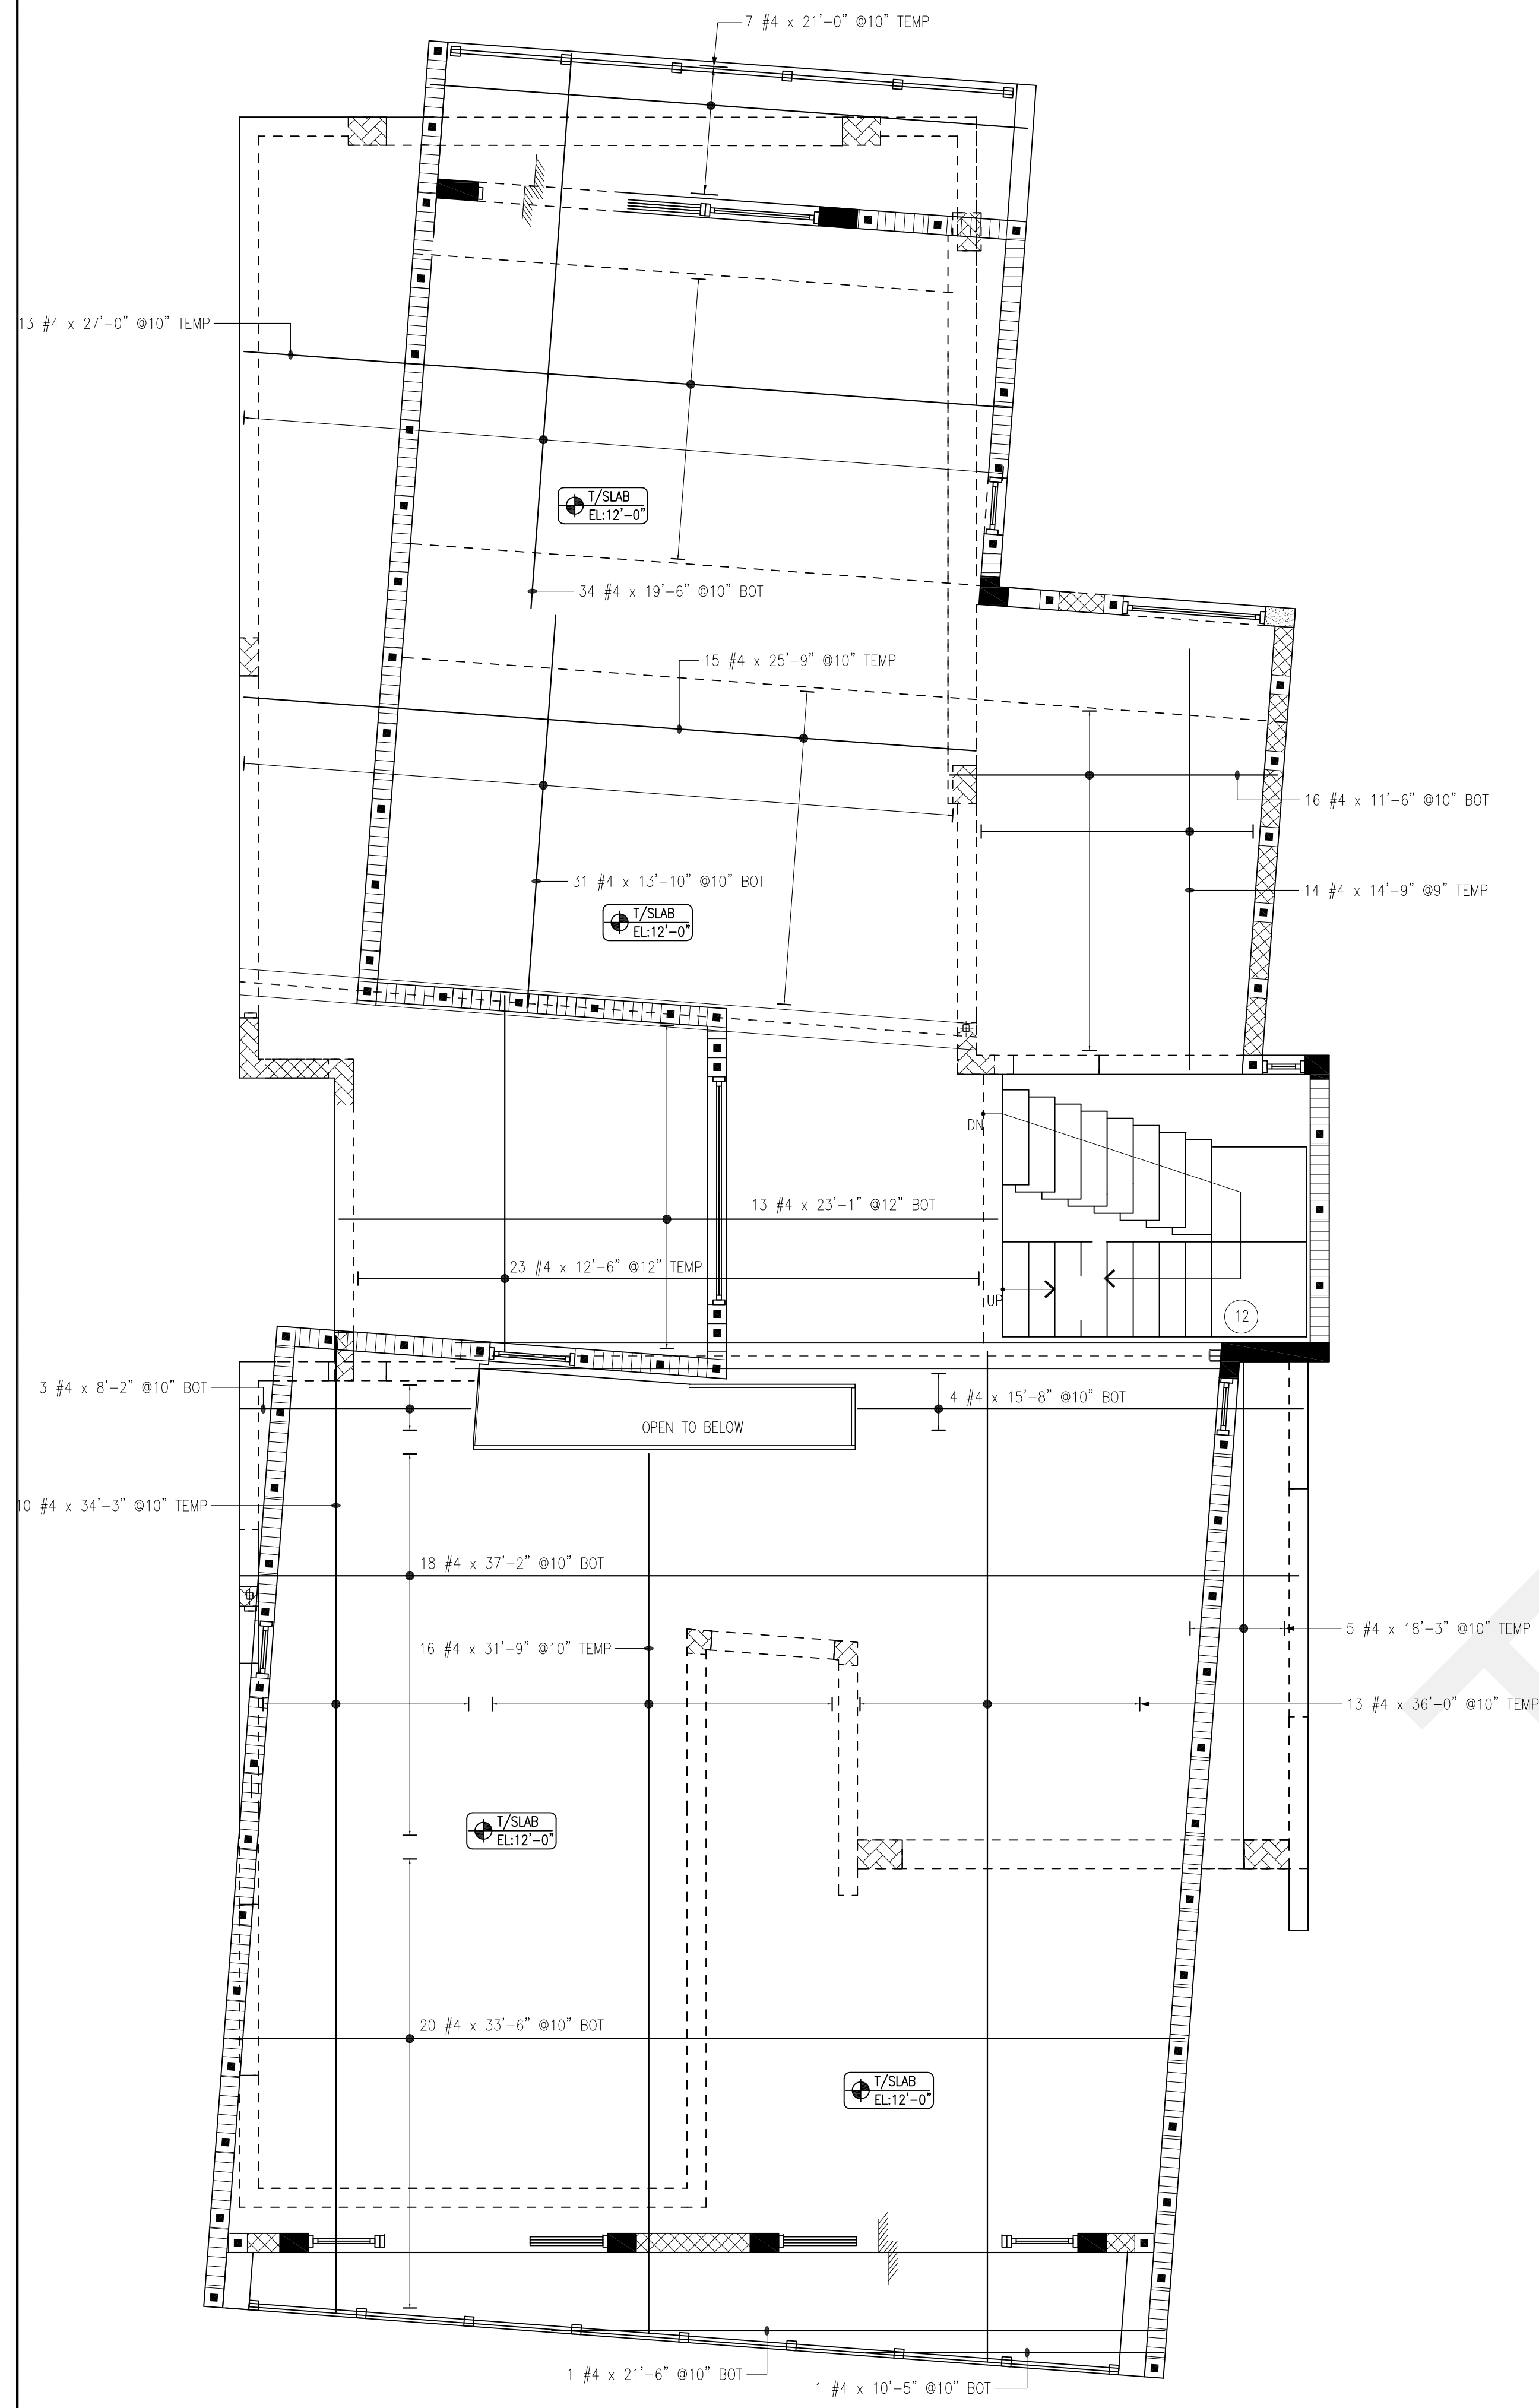 7 #4 x 21'-0" @10" TEMP
13 #4 x 27'-0" @10" TEMP
T/SLAB
EL:12'-0"
34 #4 x 19'-6" @10" BOT
15 #4 x 25'-9" @10" TEMP
16 #4 x 11'-6" @10" BOT
31 #4 x 13'-10" @10" BOT
14 #4 x 14'-9" @9" TEMP
T/SLAB
EL:12'-0"
DN
13 #4 x 23'-1" @12" BOT
23 #4 x 12'-6" @12" TEMP
UP
12
3 #4 x 8'-2" @10" BOT
4 #4 x 15'-8" @10" BOT
OPEN TO BELOW
10 #4 x 34'-3" @10" TEMP
18 #4 x 37'-2" @10" BOT
16 #4 x 31'-9" @10" TEMP
5 #4 x 18'-3" @10" TEMP
13 #4 x 36'-0" @10" TEMP
T/SLAB
EL:12'-0"
20 #4 x 33'-6" @10" BOT
T/SLAB
EL:12'-0"
1 #4 x 21'-6" @10" BOT
1 #4 x 10'-5" @10" BOT